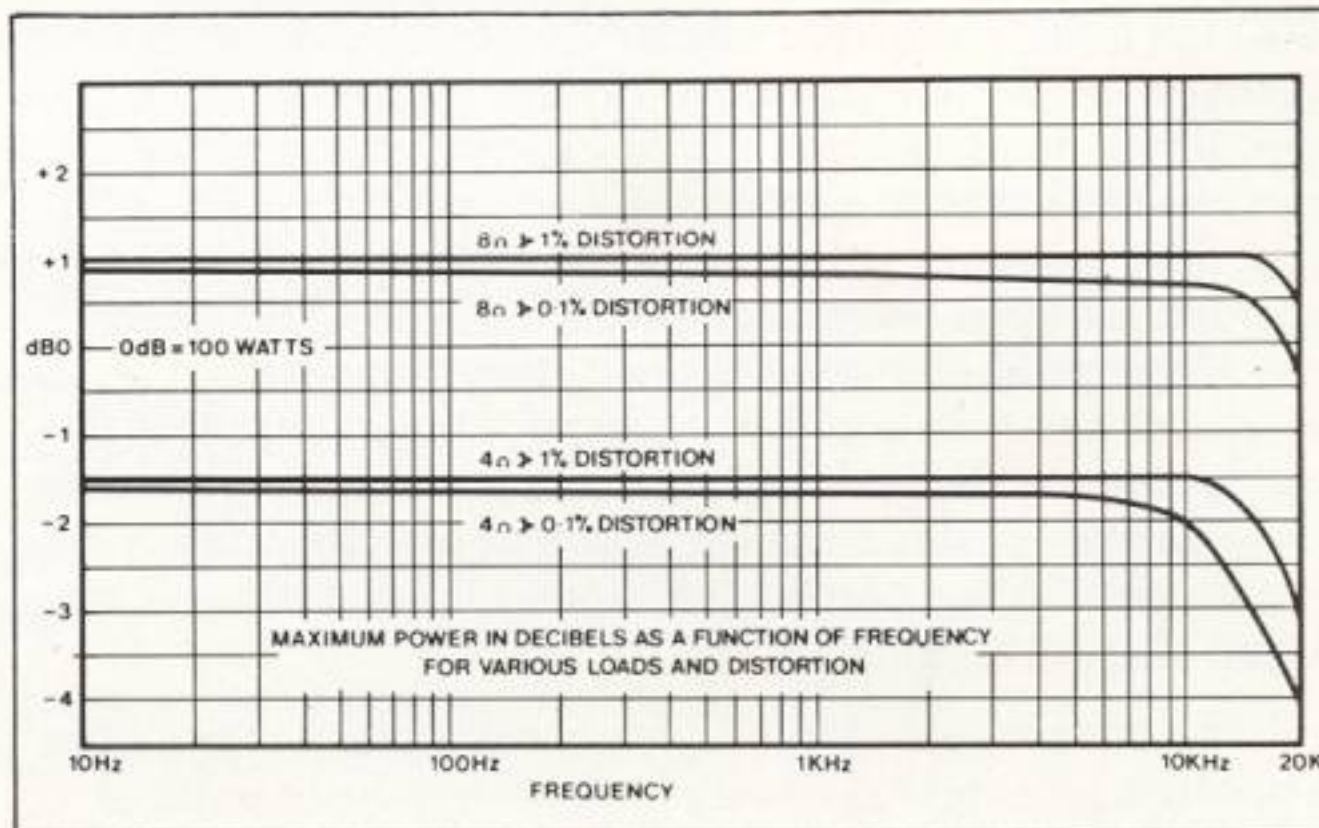 +2
8Ω ≯ 1% DISTORTION
+1
8Ω ≯ 0·1% DISTORTION
dB0
0dB = 100 WATTS
-1
4Ω ≯ 1% DISTORTION
-2
4Ω ≯ 0·1% DISTORTION
-3
MAXIMUM POWER IN DECIBELS AS A FUNCTION OF FREQUENCY
FOR VARIOUS LOADS AND DISTORTION
-4
10Hz 100Hz 1KHz 10KHz 20K
FREQUENCY